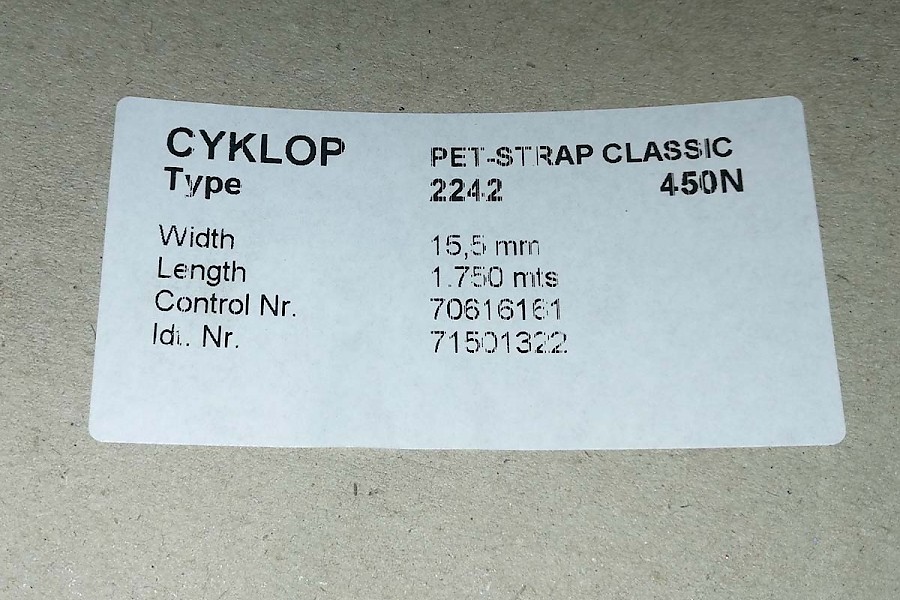 CYKLOP PET-STRAP CLASSIC
Type 2242 450N
Width 15,5 mm
Length 1.750 mts
Control Nr. 70616161
Idt. Nr. 71501322